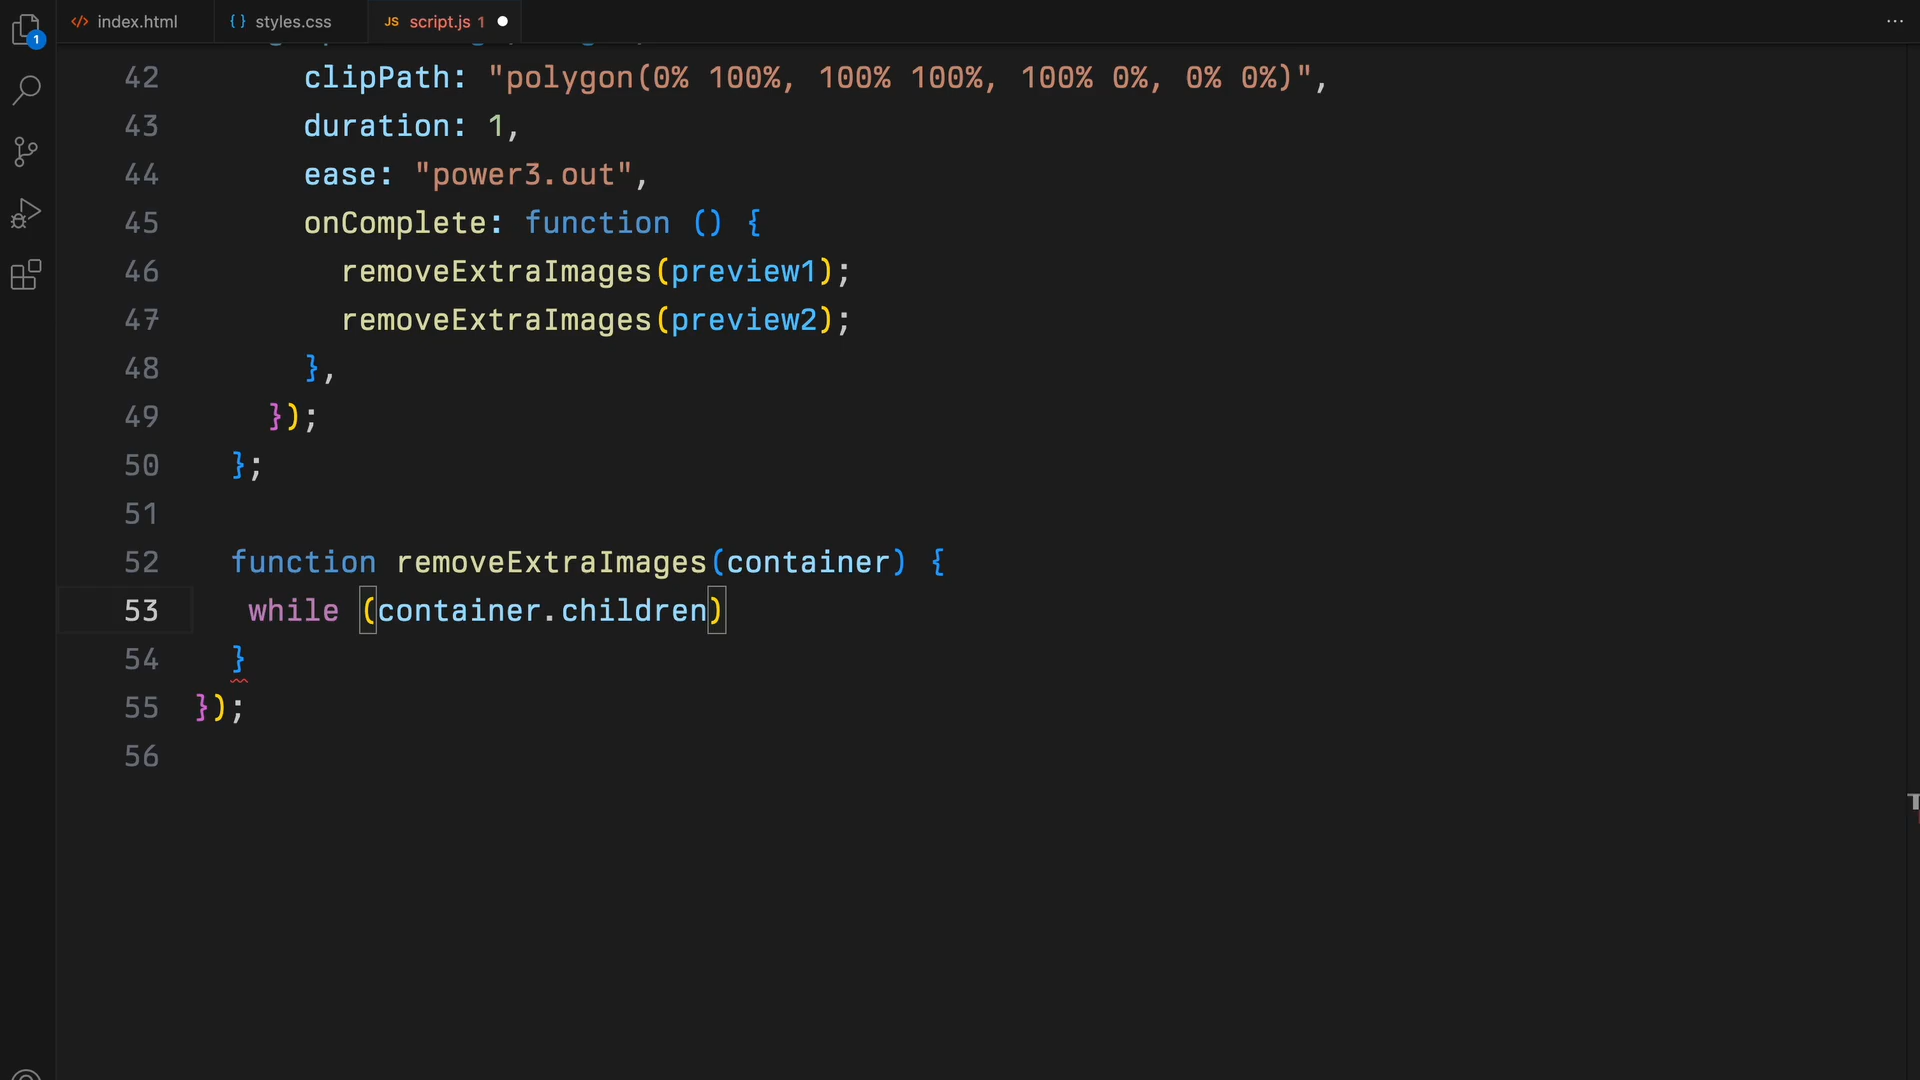 index.html styles.css JS script.js 1
42 clipPath: "polygon(0% 100%, 100% 100%, 100% 0%, 0% 0%)",
43 duration: 1,
44 ease: "power3.out",
45 onComplete: function () {
46 removeExtraImages(preview1);
47 removeExtraImages(preview2);
48 },
49 });
50 };
51
52 function removeExtraImages(container) {
53 while (container.children)
54 }
55 });
56
1